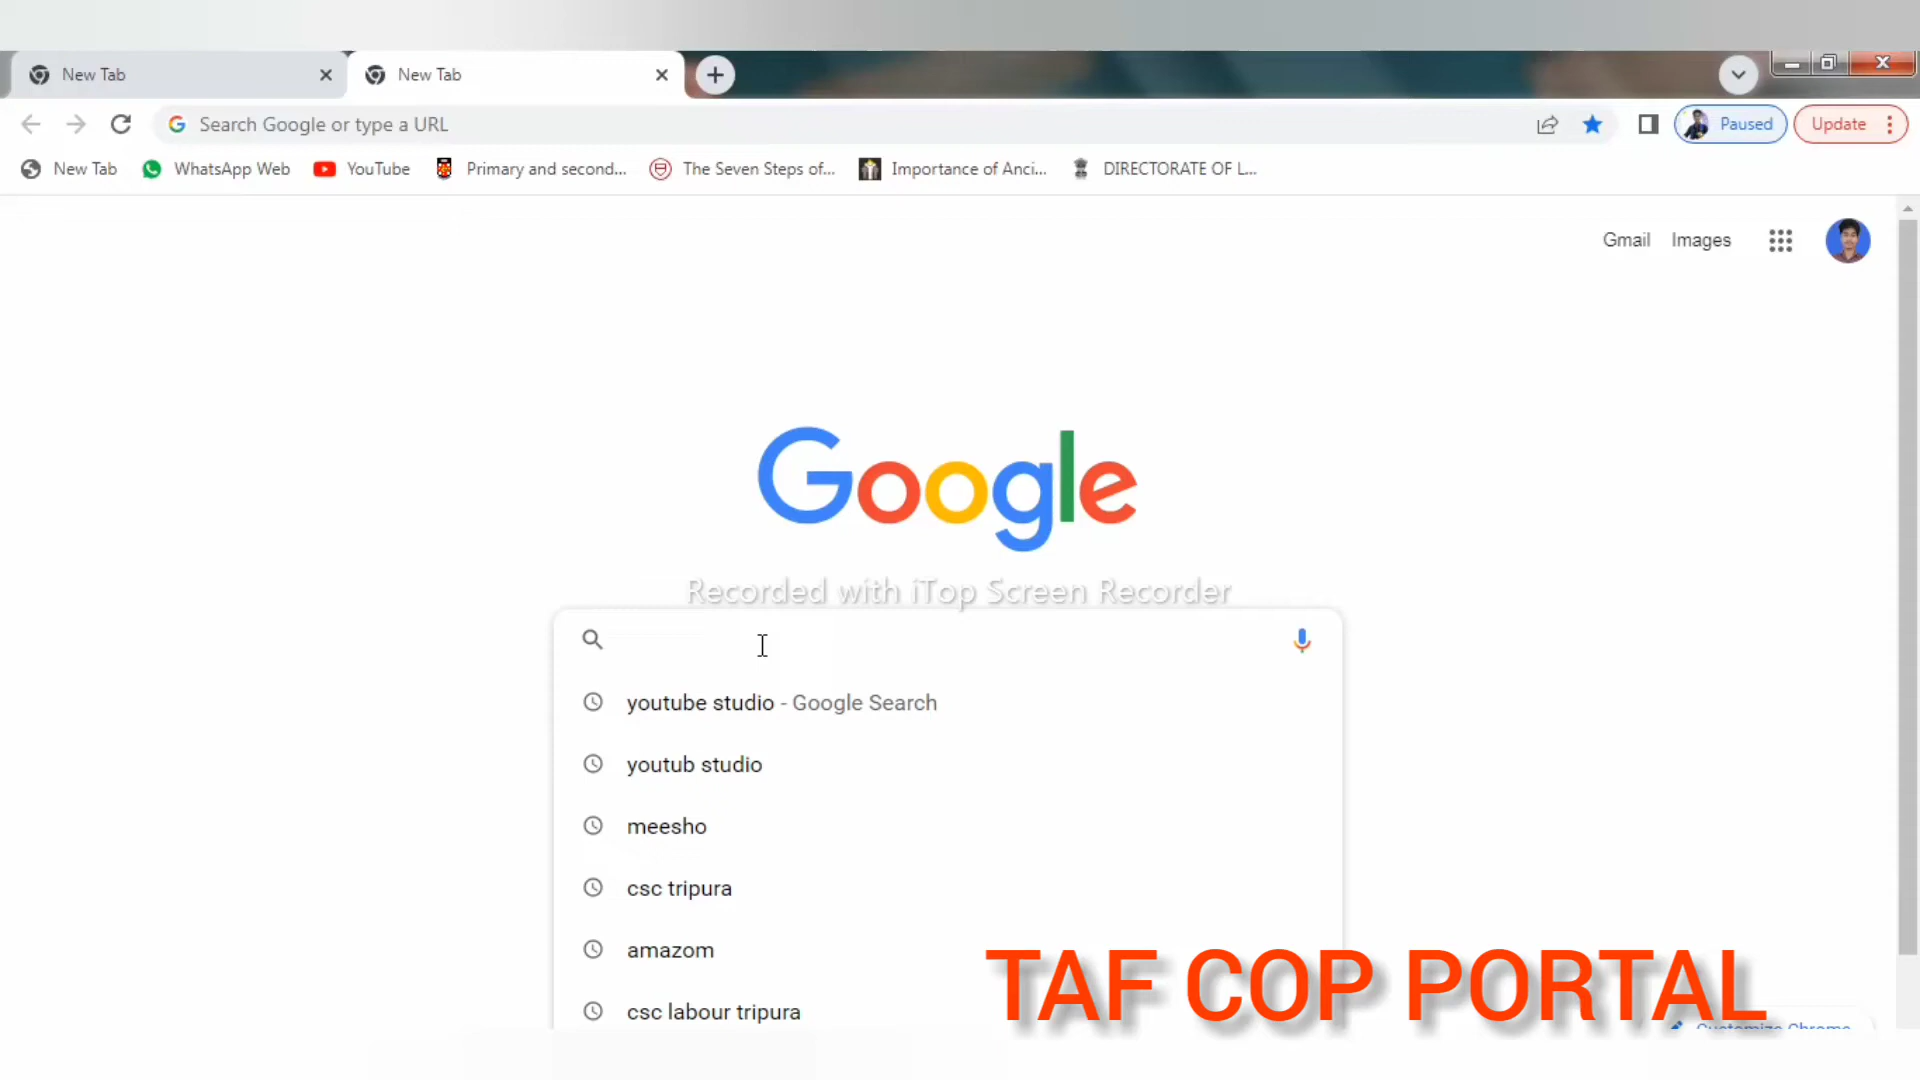 New Tab
New Tab
Search Google or type a URL
Paused
Update
New Tab
WhatsApp Web
YouTube
Primary and second...
The Seven Steps of...
Importance of Anci...
DIRECTORATE OF L...
Gmail
Images
Google
Recorded with iTop Screen Recorder
youtube studio - Google Search
youtub studio
meesho
csc tripura
amazom
csc labour tripura
TAF COP PORTAL
Customize Chrome